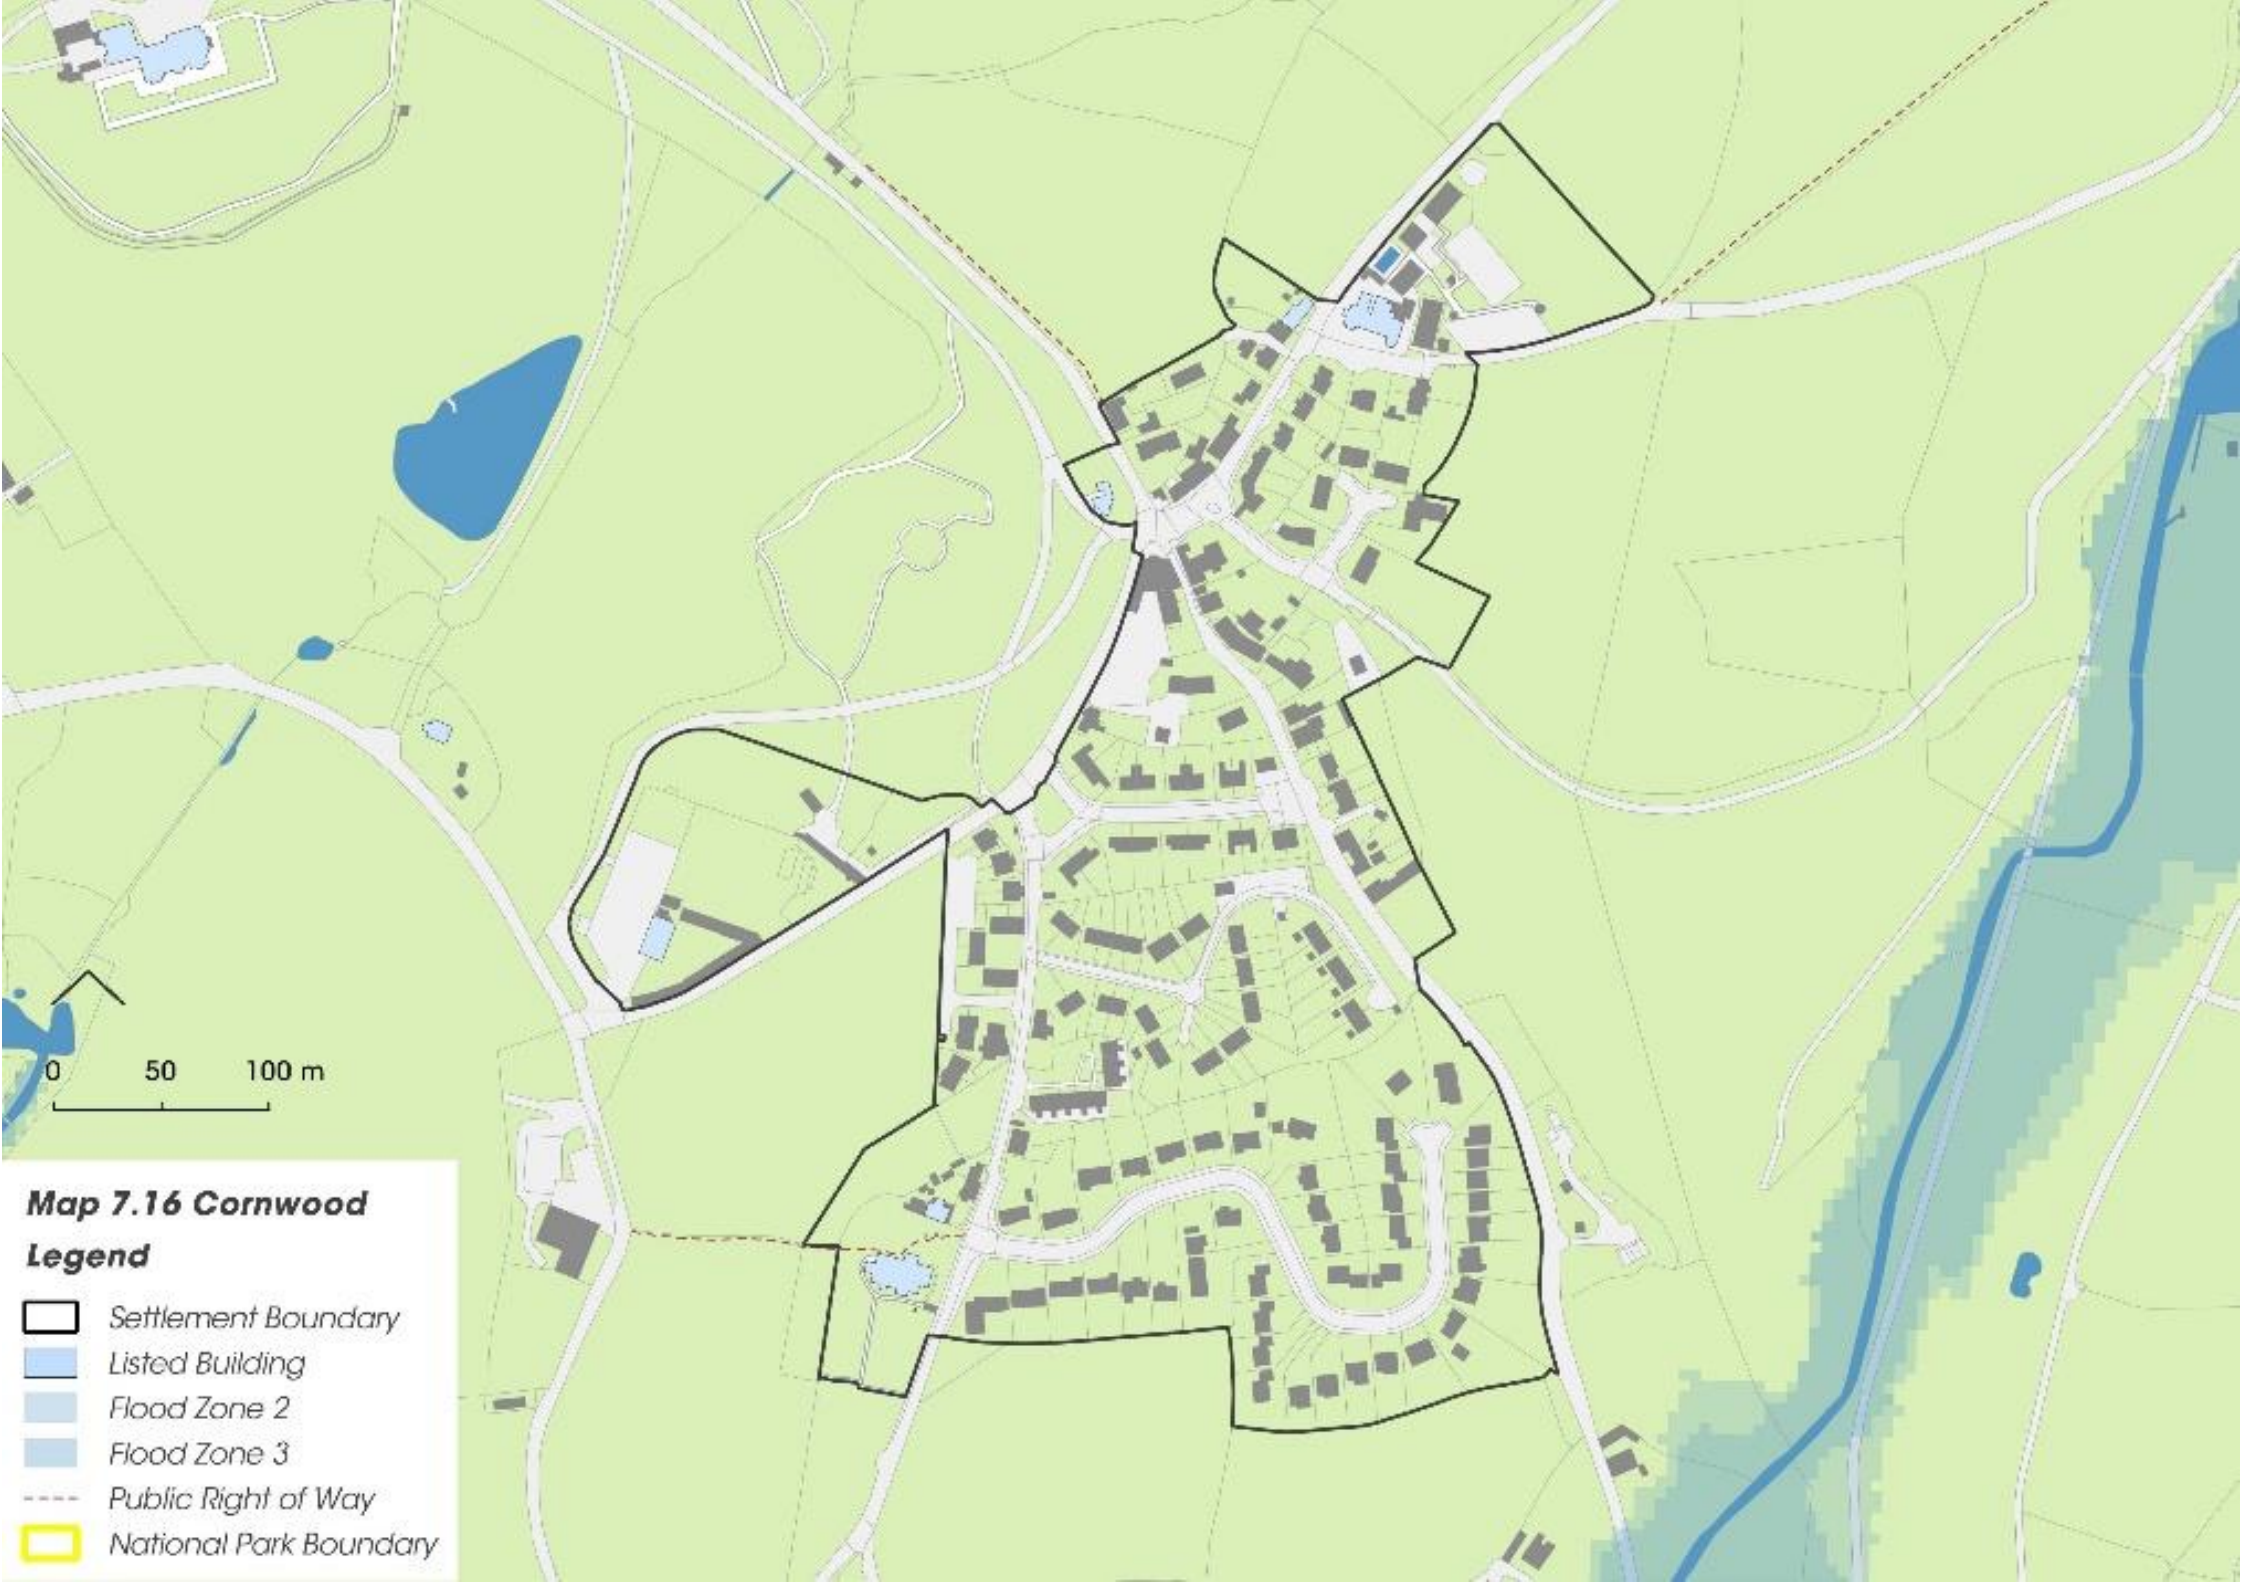 0 50 100 m
Map 7.16 Cornwood
Legend
Settlement Boundary
Listed Building
Flood Zone 2
Flood Zone 3
Public Right of Way
National Park Boundary